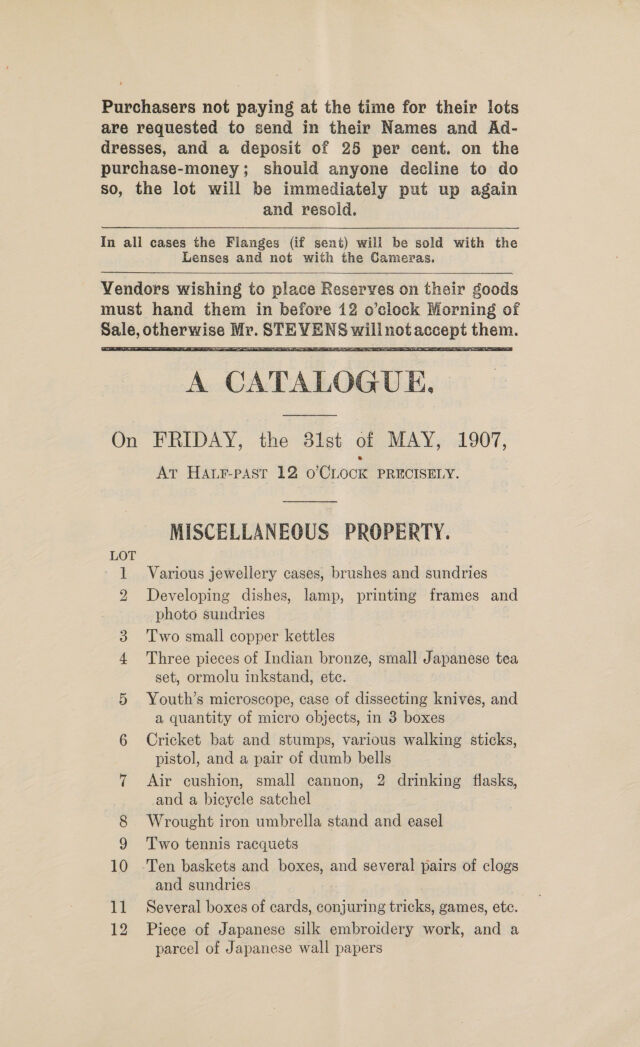 Purchasers not paying at the time for their lots
are requested to send in their Names and Ad-
dresses, and a deposit of 25 per cent. on the
purchase-money; should anyone decline to do
so, the lot will be immediately put up again
and resold.
In all cases the Flanges (if sent) will be sold with the
Lenses and not with the Cameras.
Vendors wishing to place Reserves on their goods
must hand them in before 12 o'clock Morning of
Sale, otherwise Mr. STEVENS will not accept them.
A CATALOGUE.
On FRIDAY, the 31st of MAY, 1907,
AT HALF-PAST 12 O'CLOCK PRECISELY.
MISCELLANEOUS PROPERTY.
LOT
1 Various jewellery cases, brushes and sundries
2 Developing dishes, lamp, printing frames and
photo sundries
3 Two small copper kettles
4 Three pieces of Indian bronze, small Japanese tea
set, ormolu inkstand, etc.
5 Youth's microscope, case of dissecting knives, and
a quantity of micro objects, in 3 boxes
6 Cricket bat and stumps, various walking sticks,
pistol, and a pair of dumb bells
7 Air cushion, small cannon, 2 drinking flasks,
and a bicycle satchel
8 Wrought iron umbrella stand and easel
9 Two tennis racquets
10 Ten baskets and boxes, and several pairs of clogs
and sundries
11 Several boxes of cards, conjuring tricks, games, etc.
12 Piece of Japanese silk embroidery work, and a
parcel of Japanese wall papers